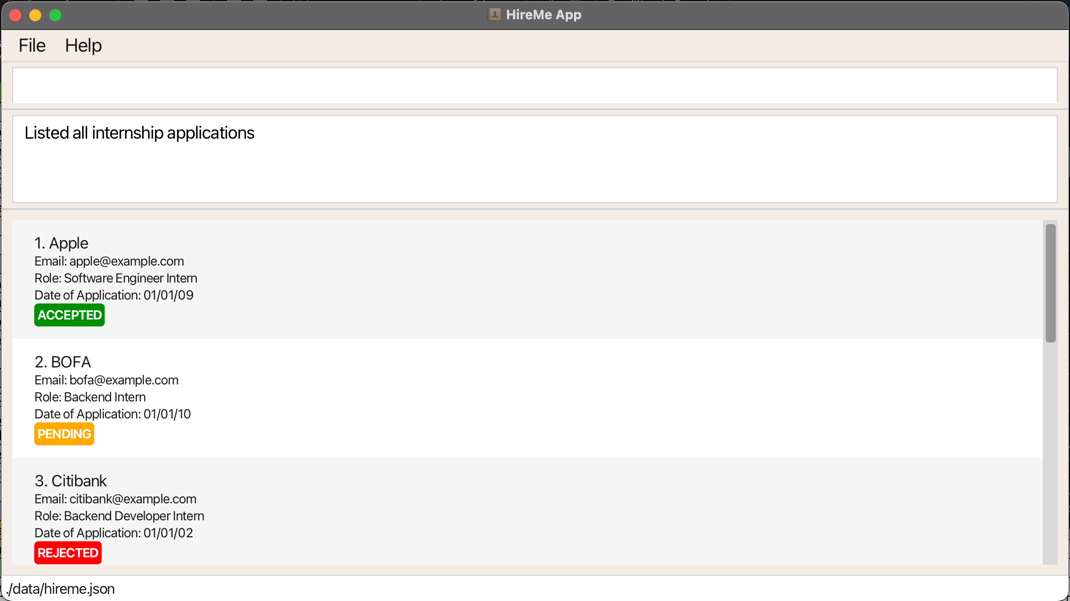 HireMe App
File Help
Listed all internship applications
1. Apple
Email: apple@example.com
Role: Software Engineer Intern
Date of Application: 01/01/09
ACCEPTED
2. BOFA
Email: bofa@example.com
Role: Backend Intern
Date of Application: 01/01/10
PENDING
3. Citibank
Email: citibank@example.com
Role: Backend Developer Intern
Date of Application: 01/01/02
REJECTED
./data/hireme.json